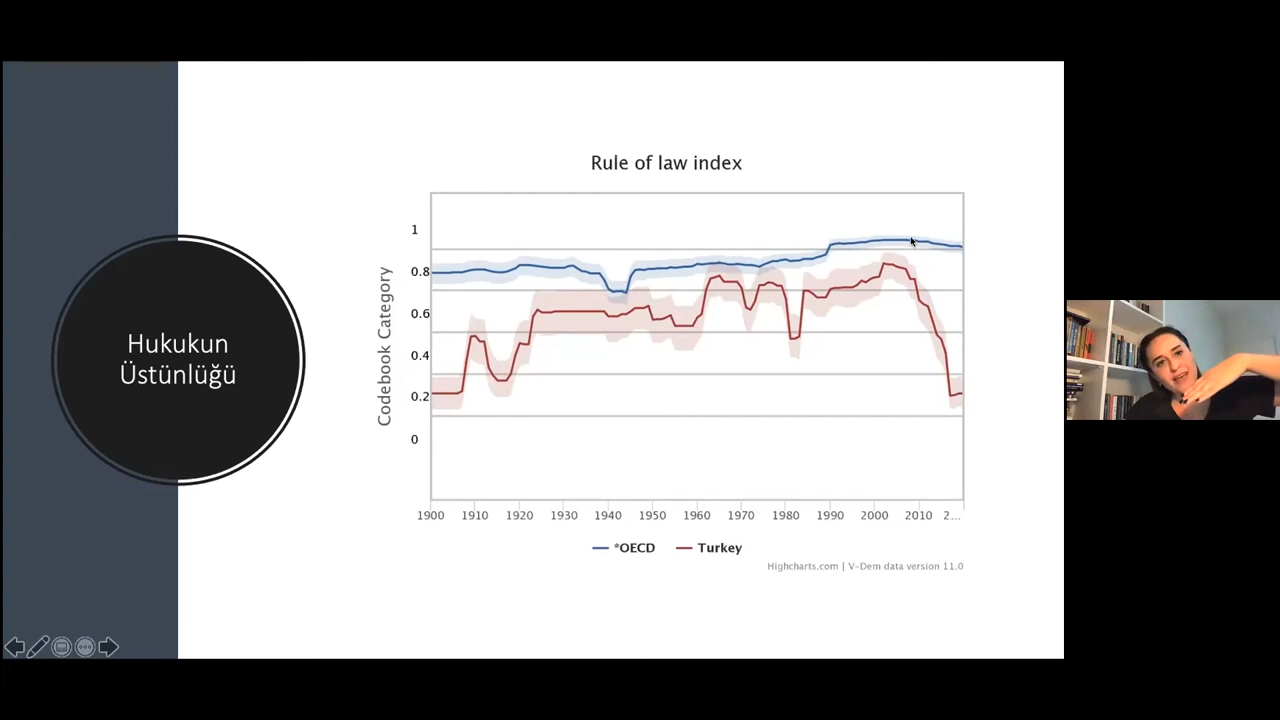 Hukukun
Üstünlüğü
Rule of law index
Codebook Category
1
0.8
0.6
0.4
0.2
0
1900 1910 1920 1930 1940 1950 1960 1970 1980 1990 2000 2010 2...
*OECD Turkey
Highcharts.com | V-Dem data version 11.0